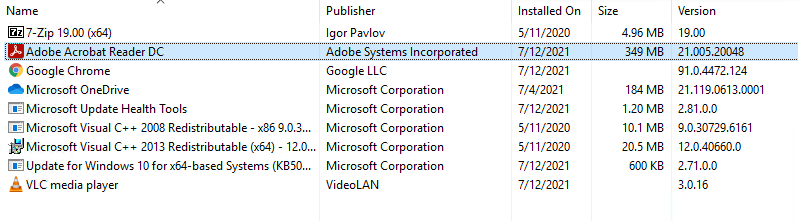 Name Publisher Installed On Size Version
7-Zip 19.00 (x64) Igor Pavlov 5/11/2020 4.96 MB 19.00
Adobe Acrobat Reader DC Adobe Systems Incorporated 7/12/2021 349 MB 21.005.20048
Google Chrome Google LLC 7/12/2021 91.0.4472.124
Microsoft OneDrive Microsoft Corporation 7/4/2021 184 MB 21.119.0613.0001
Microsoft Update Health Tools Microsoft Corporation 7/12/2021 1.20 MB 2.81.0.0
Microsoft Visual C++ 2008 Redistributable - x86 9.0.3... Microsoft Corporation 5/11/2020 10.1 MB 9.0.30729.6161
Microsoft Visual C++ 2013 Redistributable (x64) - 12.0... Microsoft Corporation 5/11/2020 20.5 MB 12.0.40660.0
Update for Windows 10 for x64-based Systems (KB50... Microsoft Corporation 7/12/2021 600 KB 2.71.0.0
VLC media player VideoLAN 7/12/2021 3.0.16